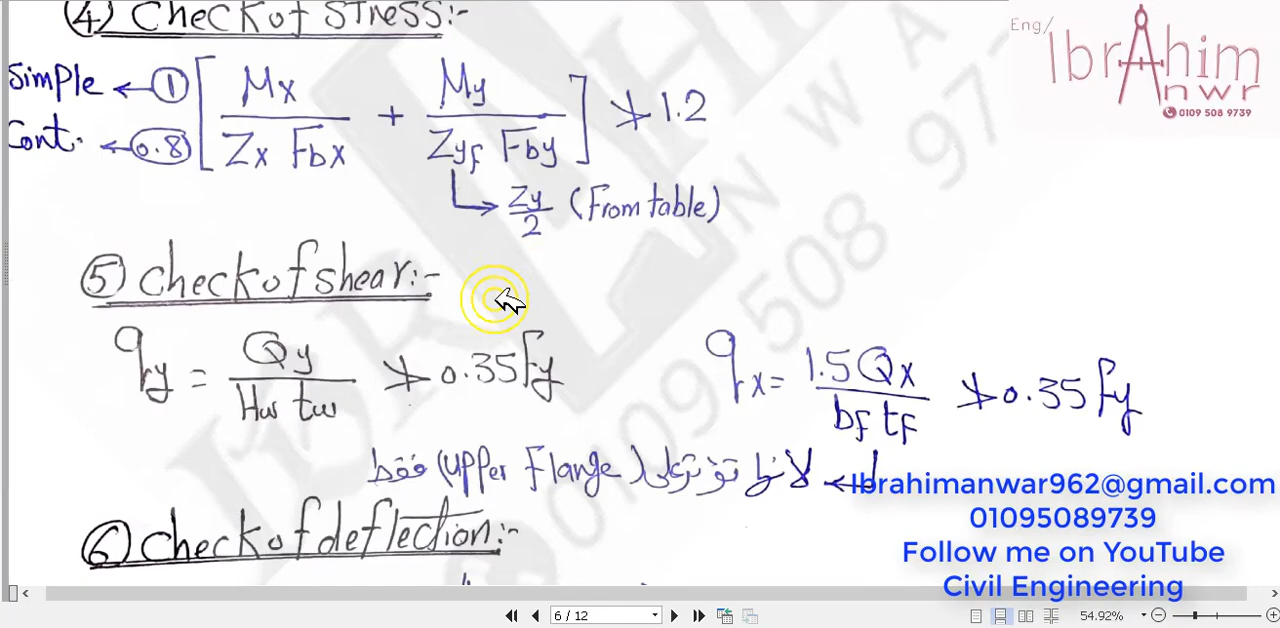 ④ Check of STRESS:-
Eng/
IbrAhim
Anwr
0109 508 9739
Simple ← ① [ Mx / Zx Fbx + My / Zyf Fby ] ≯ 1.2
Cont. ← 0.8
→ Zy / 2 (From table)
⑤ Check of shear:-
qy = Qy / Hw tw ≯ 0.35 Fy
qx = 1.5 Qx / bf tf ≯ 0.35 Fy
← لأنها تؤثر على (upper Flange) فقط
Ibrahimanwar962@gmail.com
01095089739
Follow me on YouTube
Civil Engineering
⑥ Check of deflection:-
6 / 12
54.92%